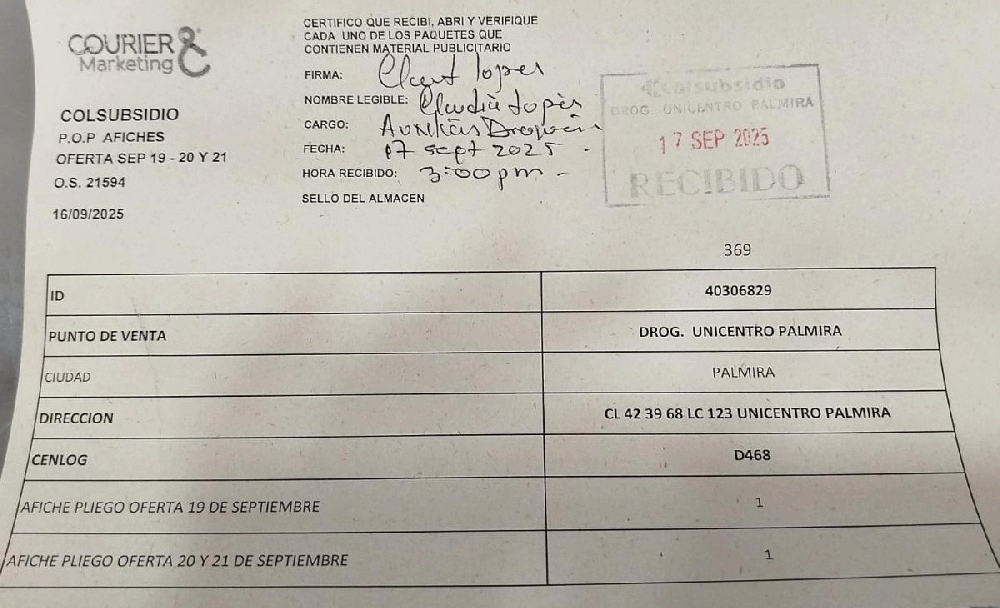 COURIER &
Marketing
COLSUBSIDIO
P.O.P AFICHES
OFERTA SEP 19 - 20 Y 21
O.S. 21594
16/09/2025
CERTIFICO QUE RECIBI, ABRI Y VERIFIQUE
CADA UNO DE LOS PAQUETES QUE
CONTIENEN MATERIAL PUBLICITARIO
FIRMA: Lopez
NOMBRE LEGIBLE: Claudia Lopez
CARGO: Auxiliar
FECHA: 17 sept 2025
HORA RECIBIDO: 3:00 pm
SELLO DEL ALMACEN
Colsubsidio
DROG. UNICENTRO PALMIRA
17 SEP 2025
RECIBIDO
369
ID 40306829
PUNTO DE VENTA DROG. UNICENTRO PALMIRA
CIUDAD PALMIRA
DIRECCION CL 42 39 68 LC 123 UNICENTRO PALMIRA
CENLOG D468
AFICHE PLIEGO OFERTA 19 DE SEPTIEMBRE 1
AFICHE PLIEGO OFERTA 20 Y 21 DE SEPTIEMBRE 1